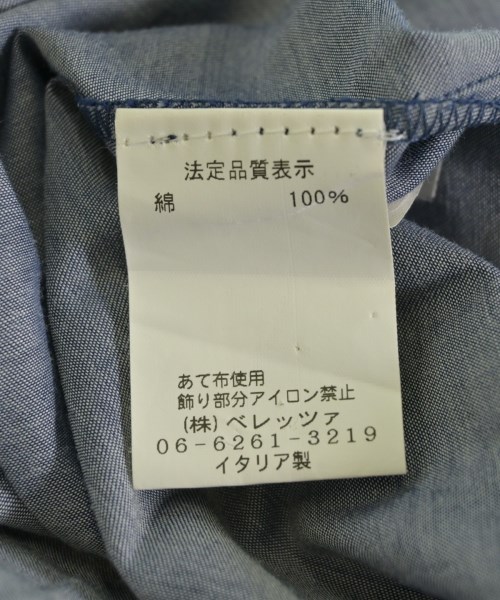 法定品質表示
綿 100%
あて布使用
飾り部分アイロン禁止
(株)ベレッツァ
06-6261-3219
イタリア製